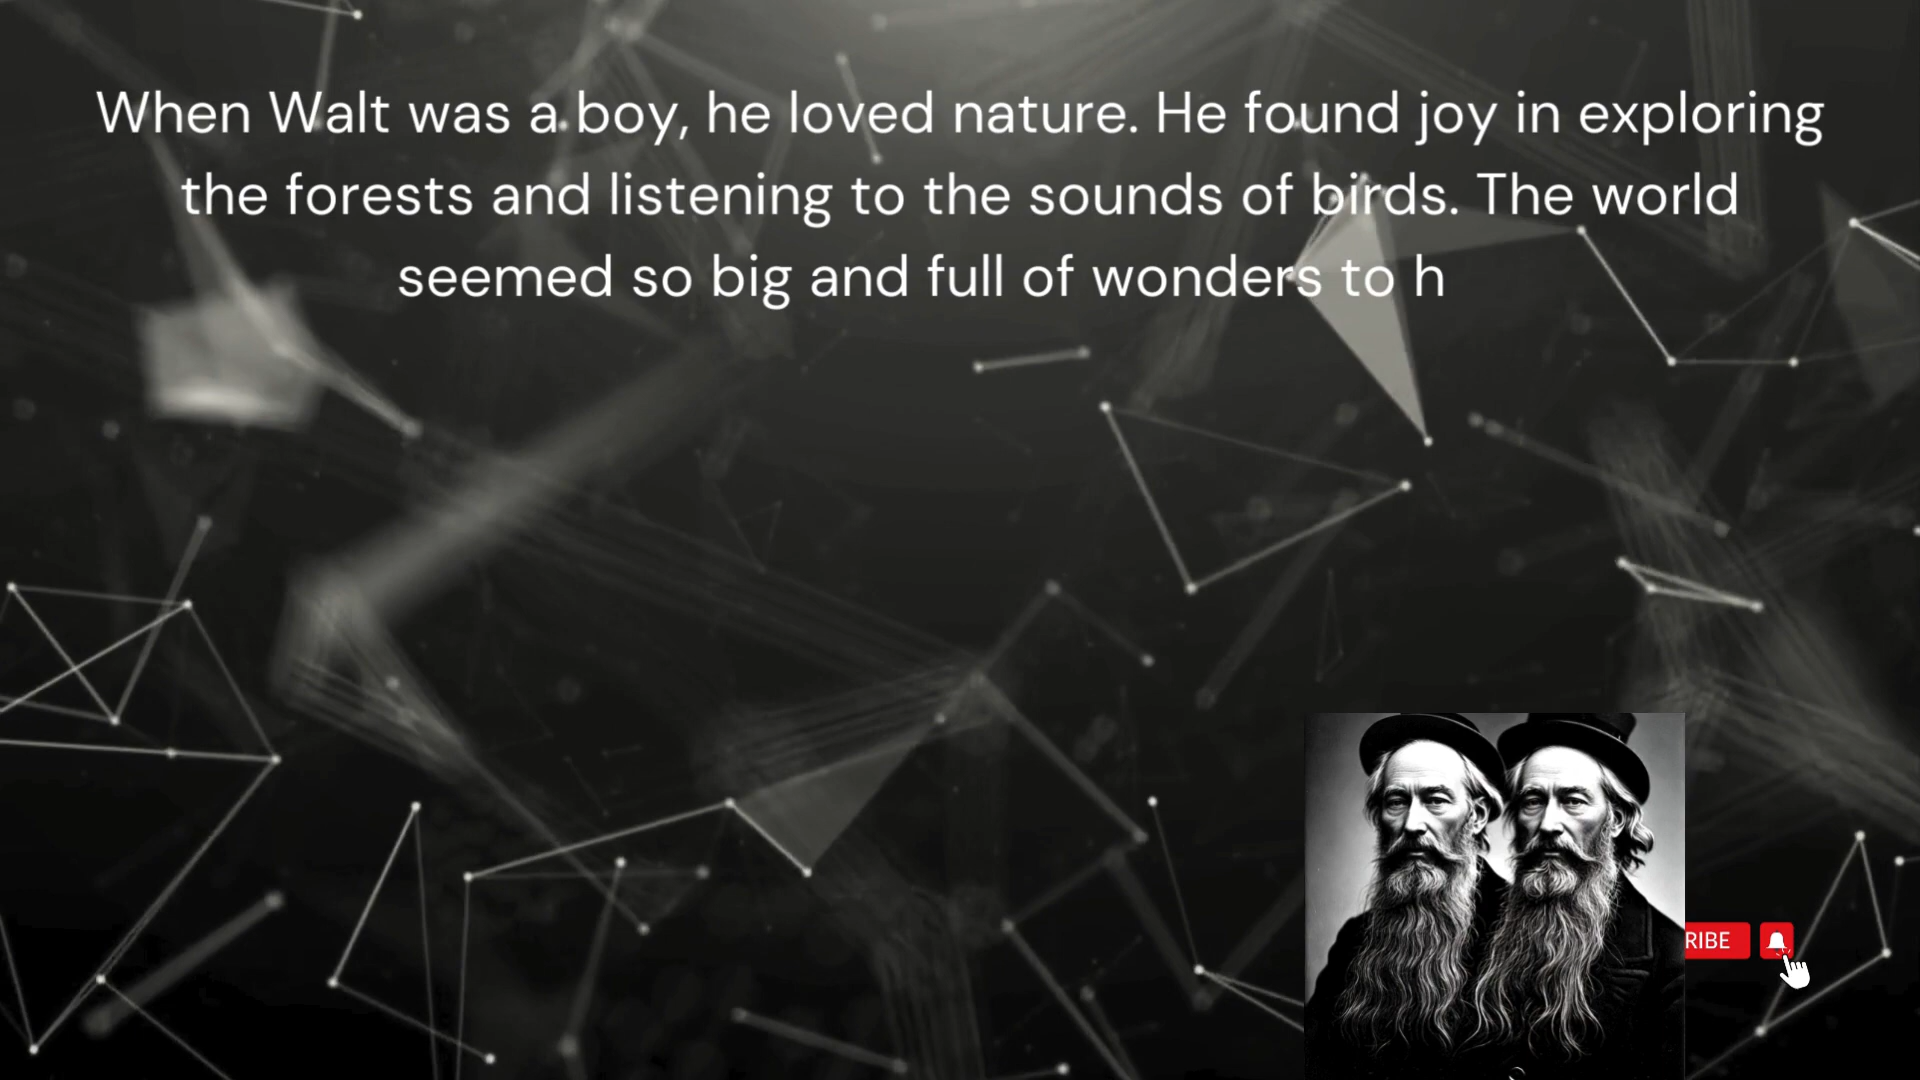 When Walt was a boy, he loved nature. He found joy in exploring
the forests and listening to the sounds of birds. The world
seemed so big and full of wonders to h
RIBE